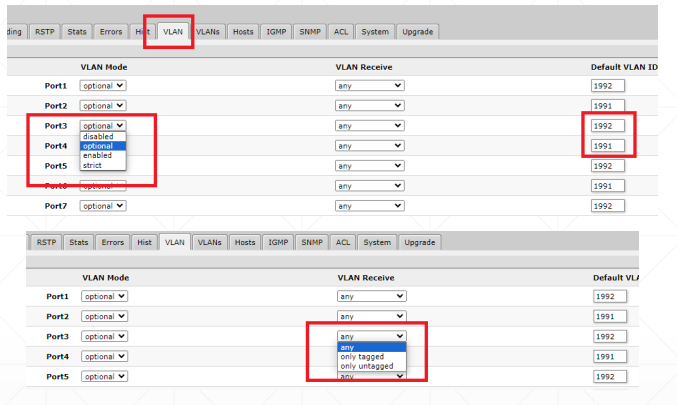 ding RSTP Stats Errors Hist VLAN VLANs Hosts IGMP SNMP ACL System Upgrade
VLAN Mode VLAN Receive Default VLAN ID
Port1 optional any 1992
Port2 optional any 1991
Port3 optional any 1992
disabled
Port4 optional any 1991
enabled
Port5 strict any 1992
Port6 optional any 1991
Port7 optional any 1992
RSTP Stats Errors Hist VLAN VLANs Hosts IGMP SNMP ACL System Upgrade
VLAN Mode VLAN Receive Default VLA
Port1 optional any 1992
Port2 optional any 1991
Port3 optional any 1992
any
Port4 optional only tagged 1991
only untagged
Port5 optional any 1992